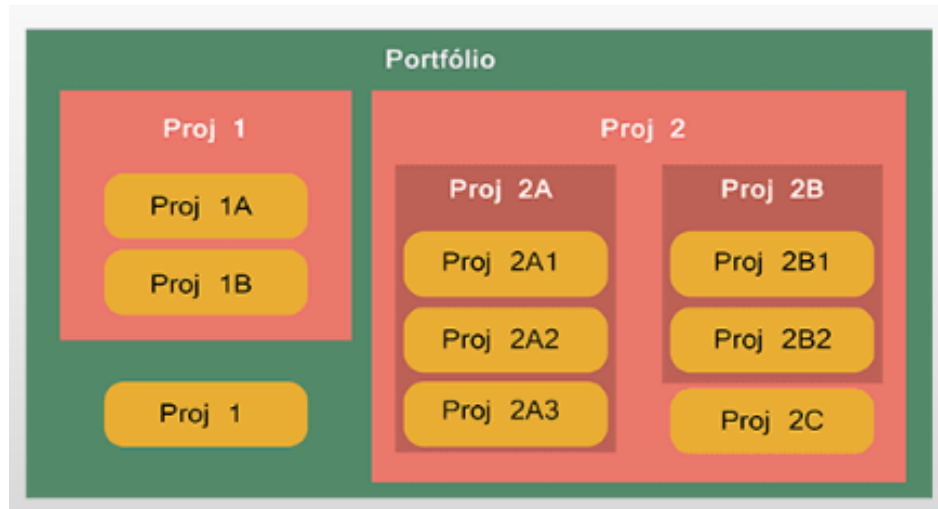 Portfólio
Proj 1
Proj 1A
Proj 1B
Proj 1
Proj 2
Proj 2A
Proj 2A1
Proj 2A2
Proj 2A3
Proj 2B
Proj 2B1
Proj 2B2
Proj 2C